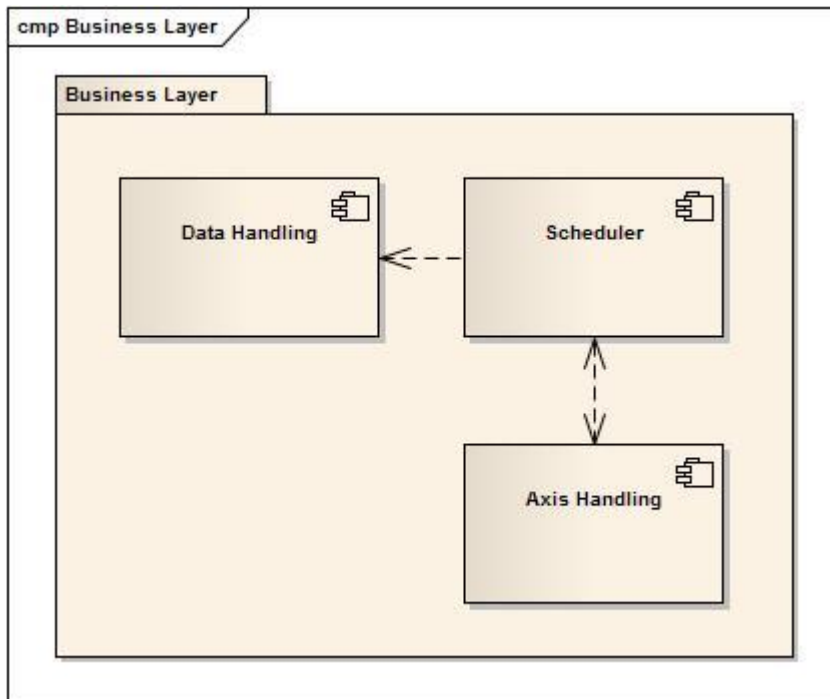 cmp Business Layer
Business Layer
Data Handling
Scheduler
Axis Handling